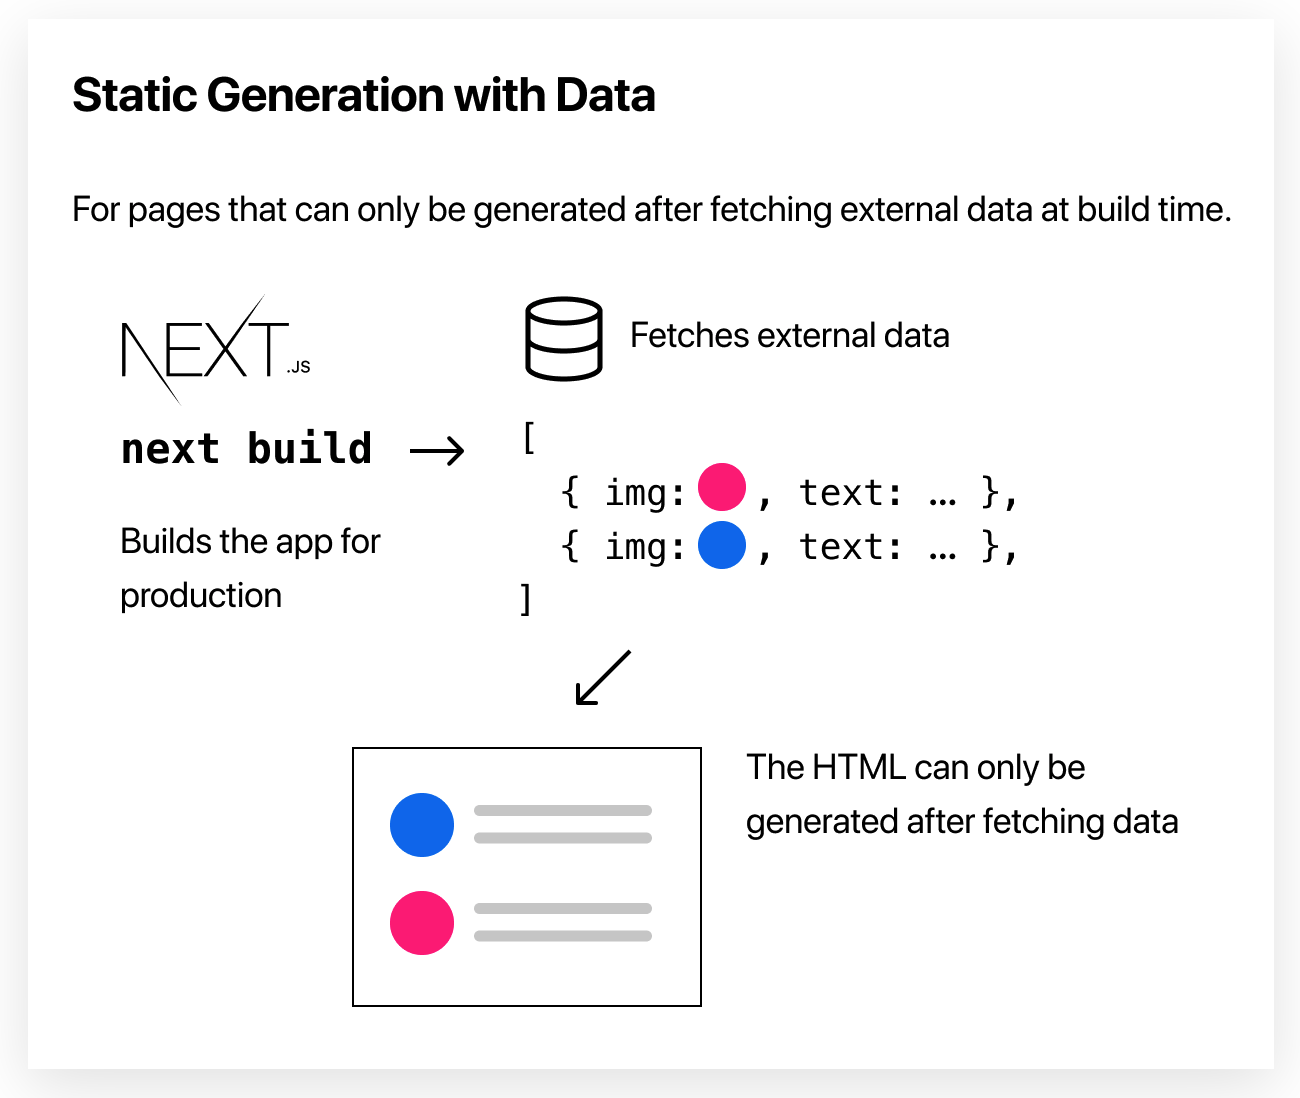 Static Generation with Data
For pages that can only be generated after fetching external data at build time.
NEXT.JS
Fetches external data
next build
[
{ img: , text: … },
{ img: , text: … },
]
Builds the app for
production
The HTML can only be
generated after fetching data